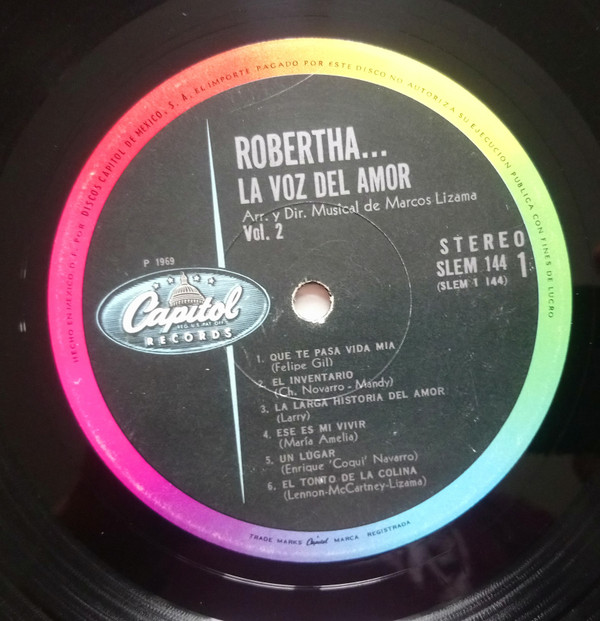 HECHO EN MEXICO D.F. POR DISCOS CAPITOL DE MEXICO, S. A. EL IMPORTE PAGADO POR ESTE DISCO NO AUTORIZA SU EJECUCION PUBLICA CON FINES DE LUCRO
ROBERTHA...
LA VOZ DEL AMOR
Arr. y Dir. Musical de Marcos Lizama
Vol. 2
P 1969
STEREO
SLEM 144 1
(SLEM 1 144)
Capitol
REG. U.S. PAT. OFF.
RECORDS
1. QUE TE PASA VIDA MIA
(Felipe Gil)
2. EL INVENTARIO
(Ch. Novarro - Mandy)
3. LA LARGA HISTORIA DEL AMOR
(Larry)
4. ESE ES MI VIVIR
(María Amelia)
5. UN LUGAR
(Enrique 'Coqui' Navarro)
6. EL TONTO DE LA COLINA
(Lennon-McCartney-Lizama)
TRADE MARKS Capitol MARCA REGISTRADA